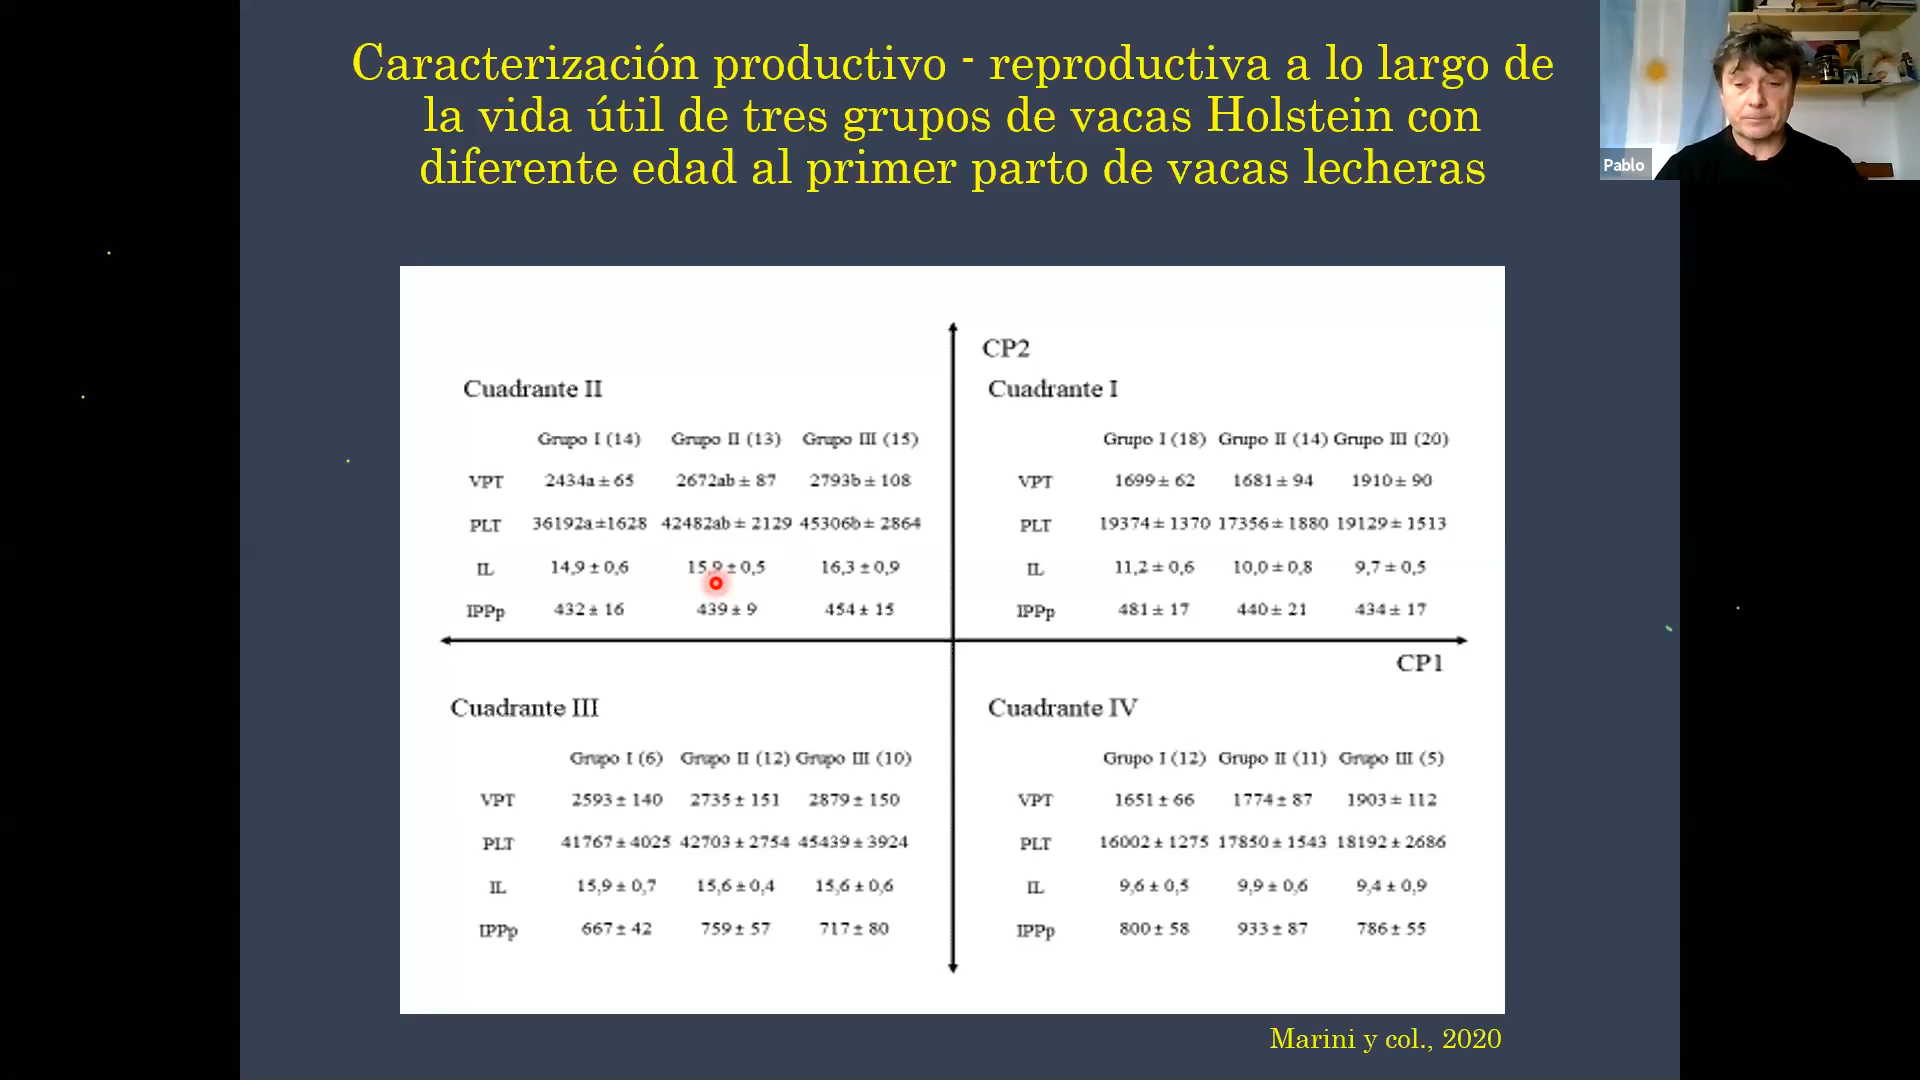 Caracterización productivo - reproductiva a lo largo de
la vida útil de tres grupos de vacas Holstein con
diferente edad al primer parto de vacas lecheras
Pablo
CP2
Cuadrante II
Grupo I (14) Grupo II (13) Grupo III (15)
VPT 2434a ± 65 2672ab ± 87 2793b ± 108
PLT 36192a ±1628 42482ab ± 2129 45306b ± 2864
IL 14,9 ± 0,6 15,9 ± 0,5 16,3 ± 0,9
IPPp 432 ± 16 439 ± 9 454 ± 15
Cuadrante I
Grupo I (18) Grupo II (14) Grupo III (20)
VPT 1699 ± 62 1681 ± 94 1910 ± 90
PLT 19374 ± 1370 17356 ± 1880 19129 ± 1513
IL 11,2 ± 0,6 10,0 ± 0,8 9,7 ± 0,5
IPPp 481 ± 17 440 ± 21 434 ± 17
CP1
Cuadrante III
Grupo I (6) Grupo II (12) Grupo III (10)
VPT 2593 ± 140 2735 ± 151 2879 ± 150
PLT 41767 ± 4025 42703 ± 2754 45439 ± 3924
IL 15,9 ± 0,7 15,6 ± 0,4 15,6 ± 0,6
IPPp 667 ± 42 759 ± 57 717 ± 80
Cuadrante IV
Grupo I (12) Grupo II (11) Grupo III (5)
VPT 1651 ± 66 1774 ± 87 1903 ± 112
PLT 16002 ± 1275 17850 ± 1543 18192 ± 2686
IL 9,6 ± 0,5 9,9 ± 0,6 9,4 ± 0,9
IPPp 800 ± 58 933 ± 87 786 ± 55
Marini y col., 2020